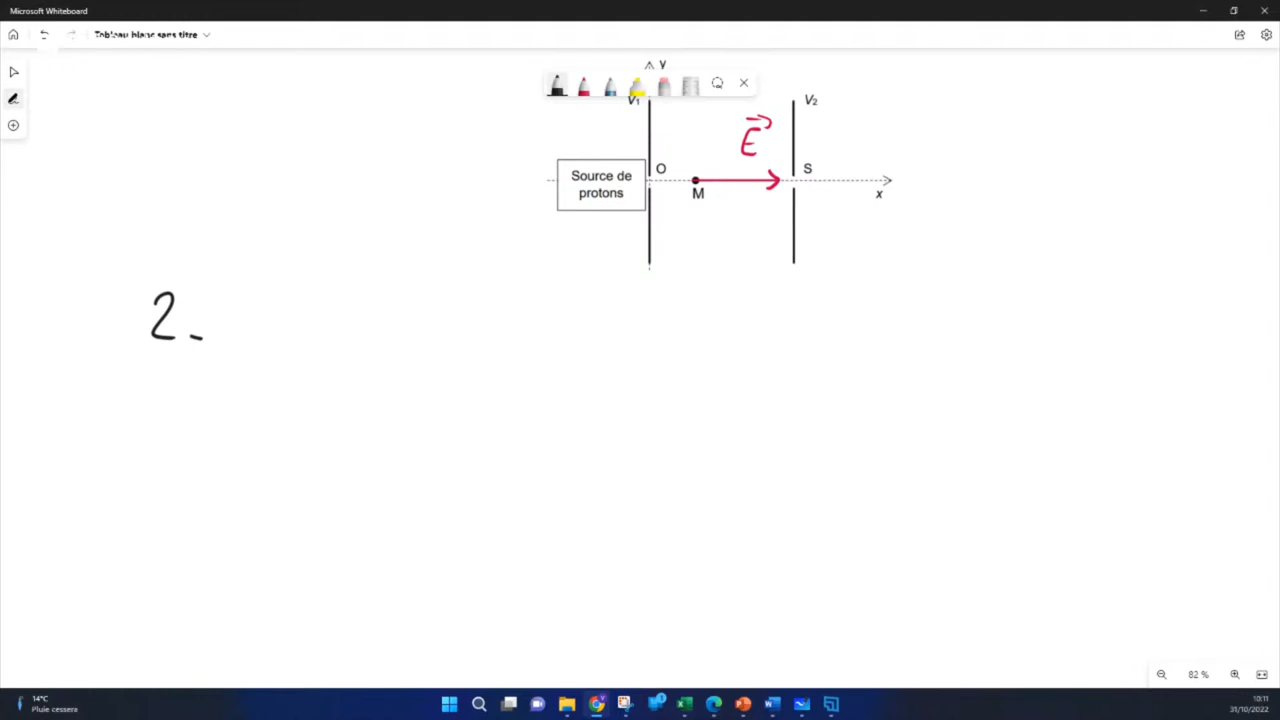 Microsoft Whiteboard
Tableau blanc sans titre
y
V1
V2
E
O
S
Source de
protons
M
x
2-
82 %
14°C
Pluie cessera
10:11
31/10/2022